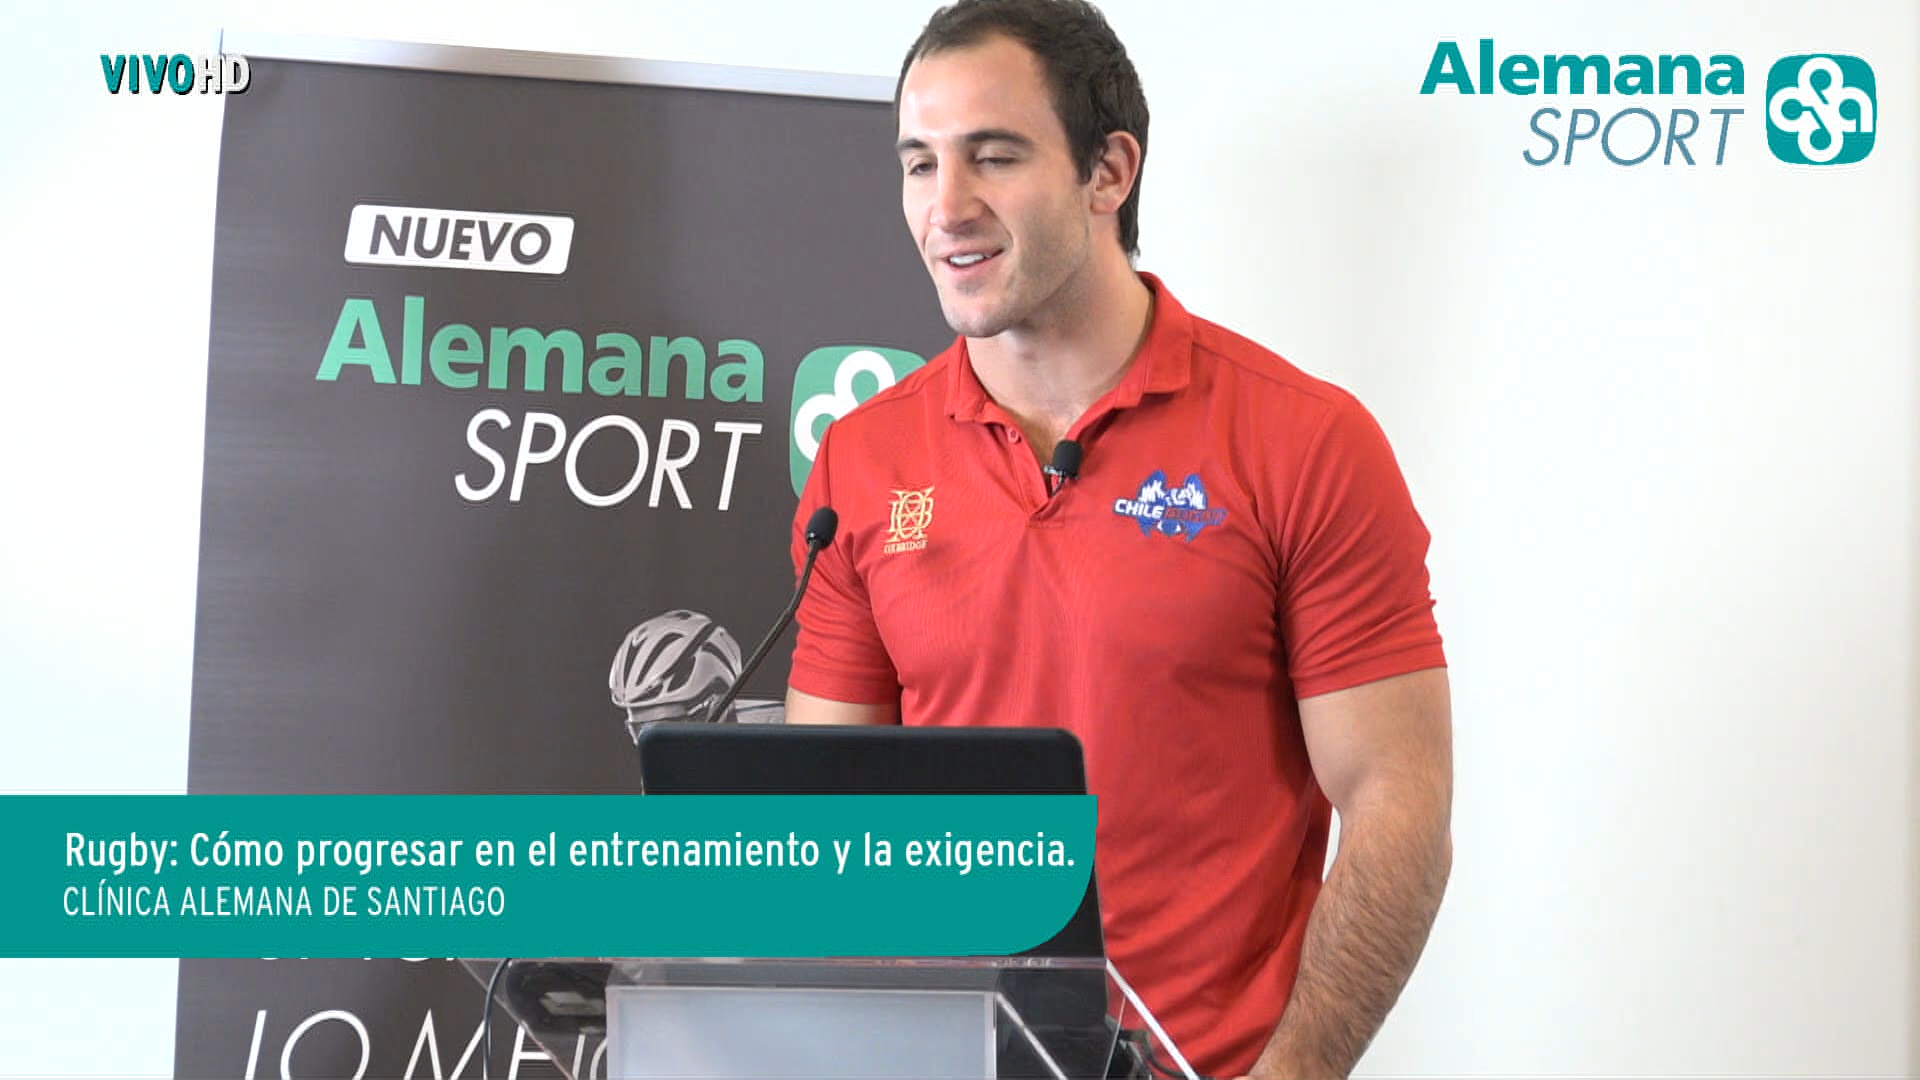 VIVO HD
Alemana
SPORT
NUEVO
Alemana
SPORT
OXBRIDGE
CHILE
Rugby: Cómo progresar en el entrenamiento y la exigencia.
CLÍNICA ALEMANA DE SANTIAGO